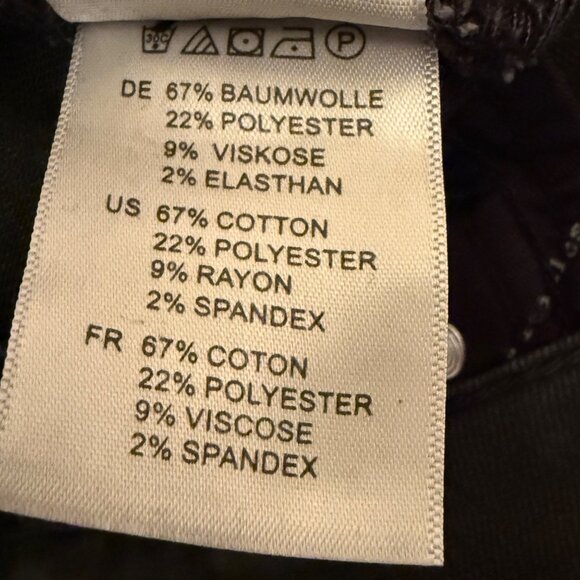 30C P
DE 67% BAUMWOLLE
22% POLYESTER
9% VISKOSE
2% ELASTHAN
US 67% COTTON
22% POLYESTER
9% RAYON
2% SPANDEX
FR 67% COTON
22% POLYESTER
9% VISCOSE
2% SPANDEX